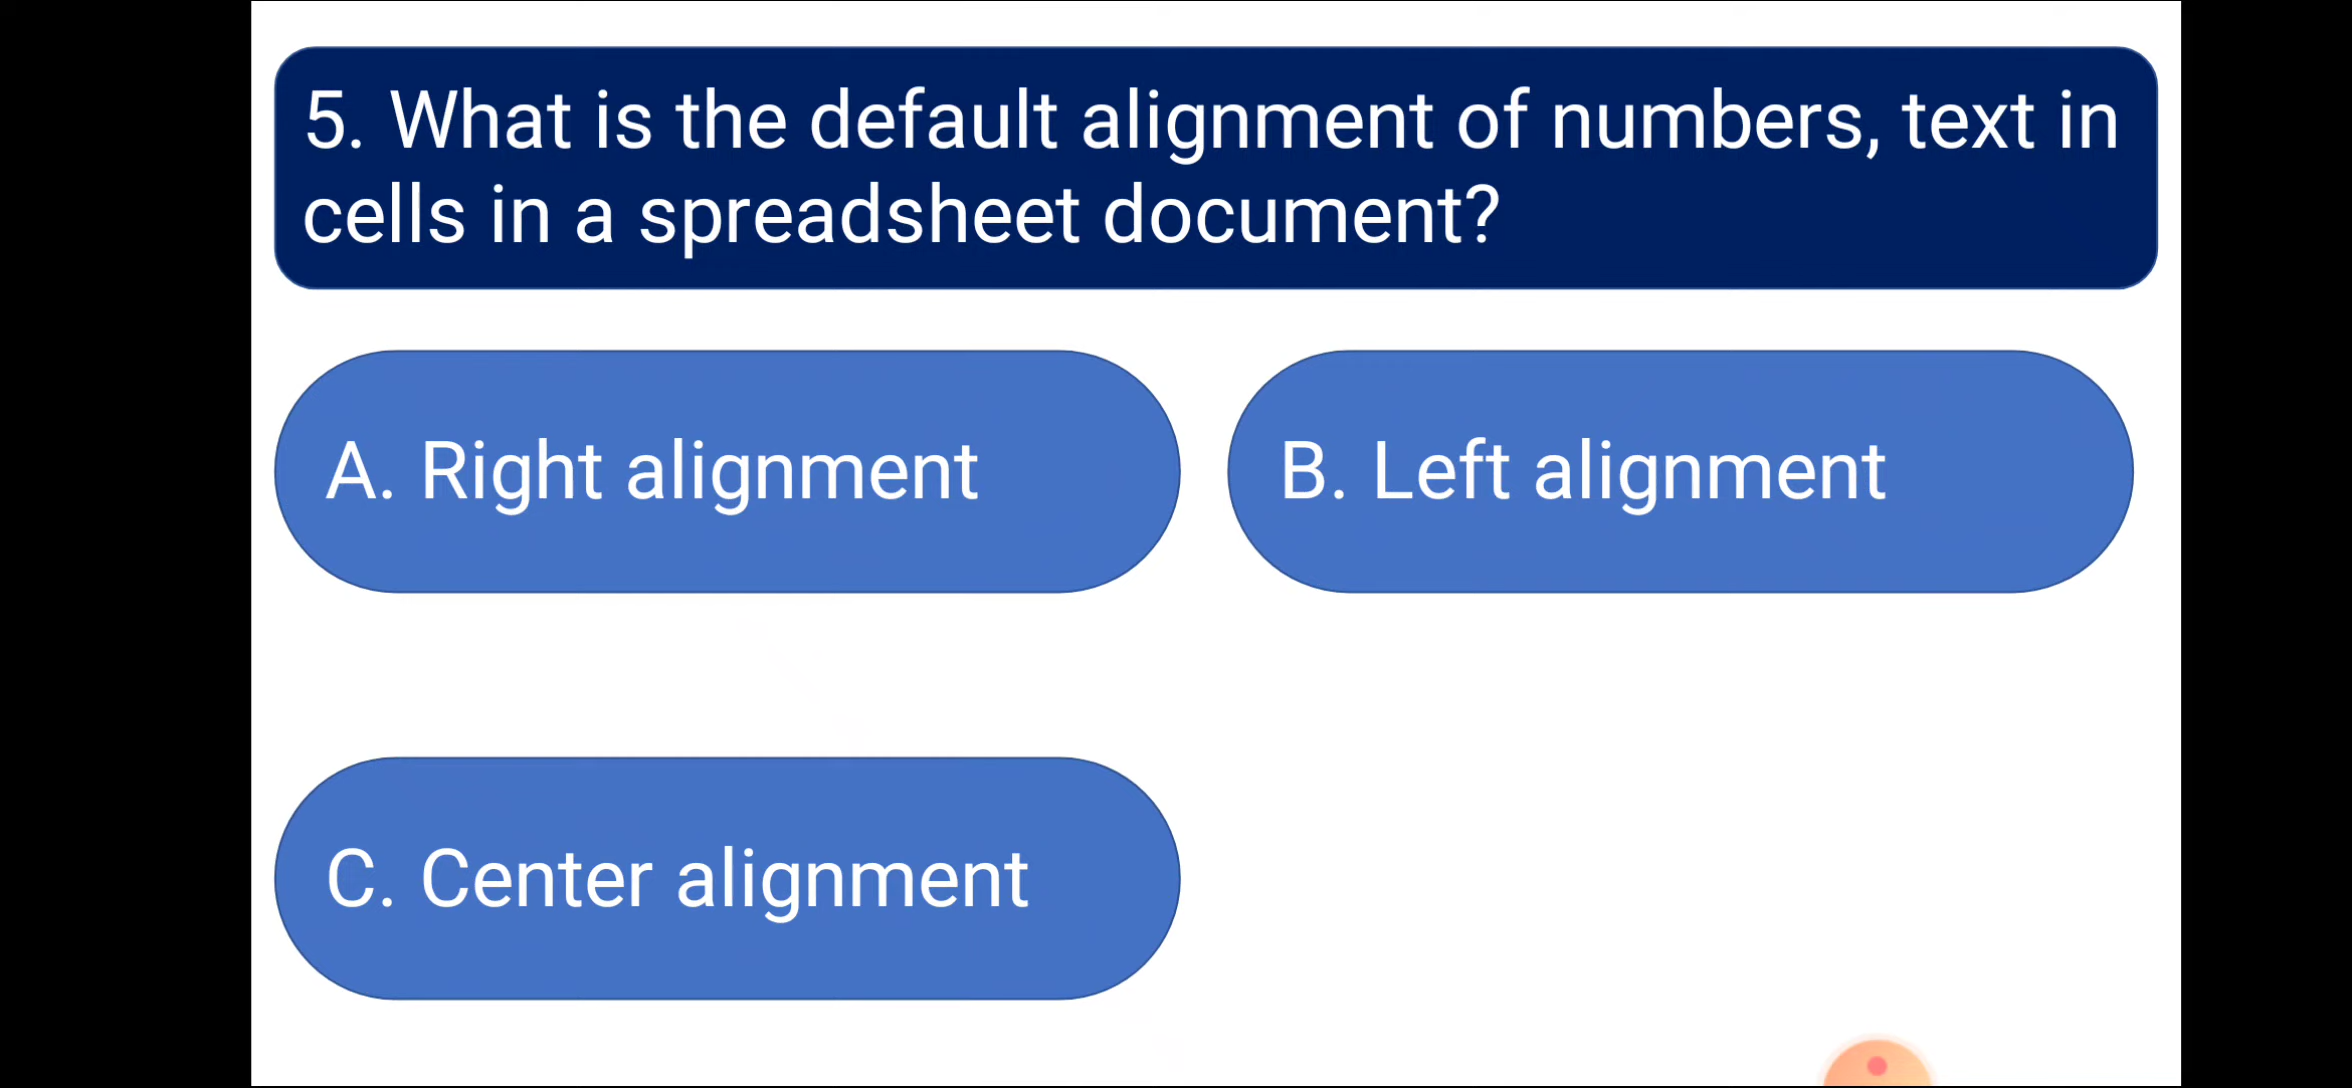 5. What is the default alignment of numbers, text in
cells in a spreadsheet document?
A. Right alignment
B. Left alignment
C. Center alignment